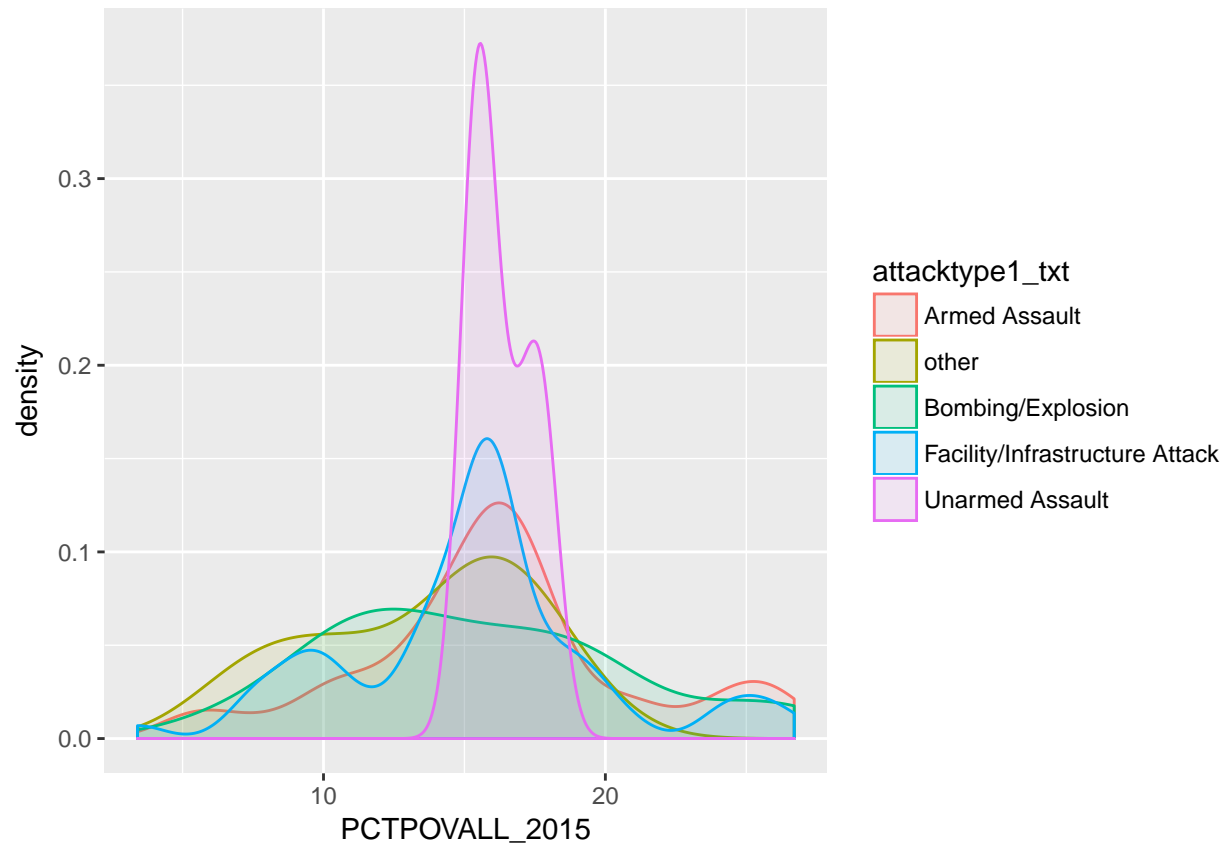 density
0.3
0.2
0.1
0.0
10
20
PCTPOVALL_2015
attacktype1_txt
Armed Assault
other
Bombing/Explosion
Facility/Infrastructure Attack
Unarmed Assault